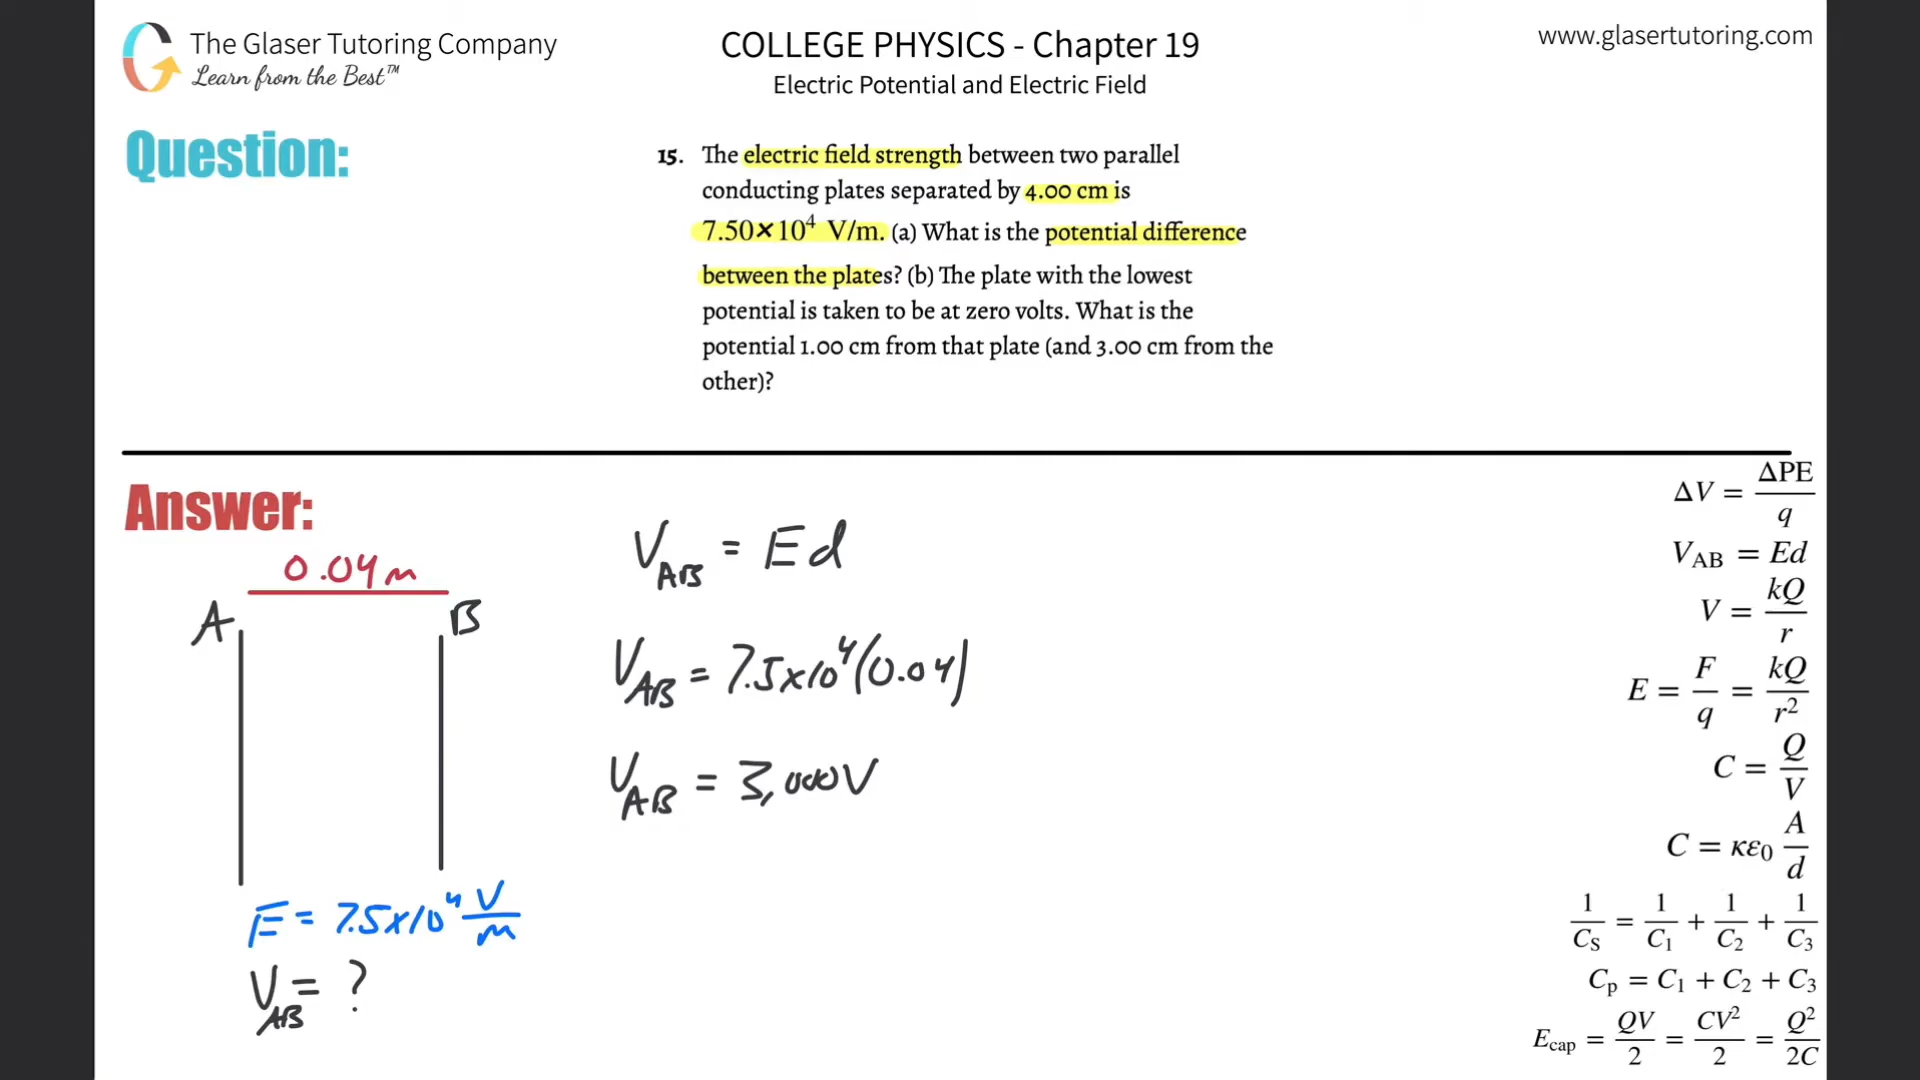 The Glaser Tutoring Company
Learn from the Best™
COLLEGE PHYSICS - Chapter 19
Electric Potential and Electric Field
www.glasertutoring.com
Question:
15. The electric field strength between two parallel
conducting plates separated by 4.00 cm is
7.50×10⁴ V/m. (a) What is the potential difference
between the plates? (b) The plate with the lowest
potential is taken to be at zero volts. What is the
potential 1.00 cm from that plate (and 3.00 cm from the
other)?
Answer:
0.04m
A B
E = 7.5x10⁴ V/m
V_AB = ?
V_AB = Ed
V_AB = 7.5x10⁴(0.04)
V_AB = 3,000V
ΔV = ΔPE/q
V_AB = Ed
V = kQ/r
E = F/q = kQ/r²
C = Q/V
C = κε₀ A/d
1/C_S = 1/C₁ + 1/C₂ + 1/C₃
C_p = C₁ + C₂ + C₃
E_cap = QV/2 = CV²/2 = Q²/2C